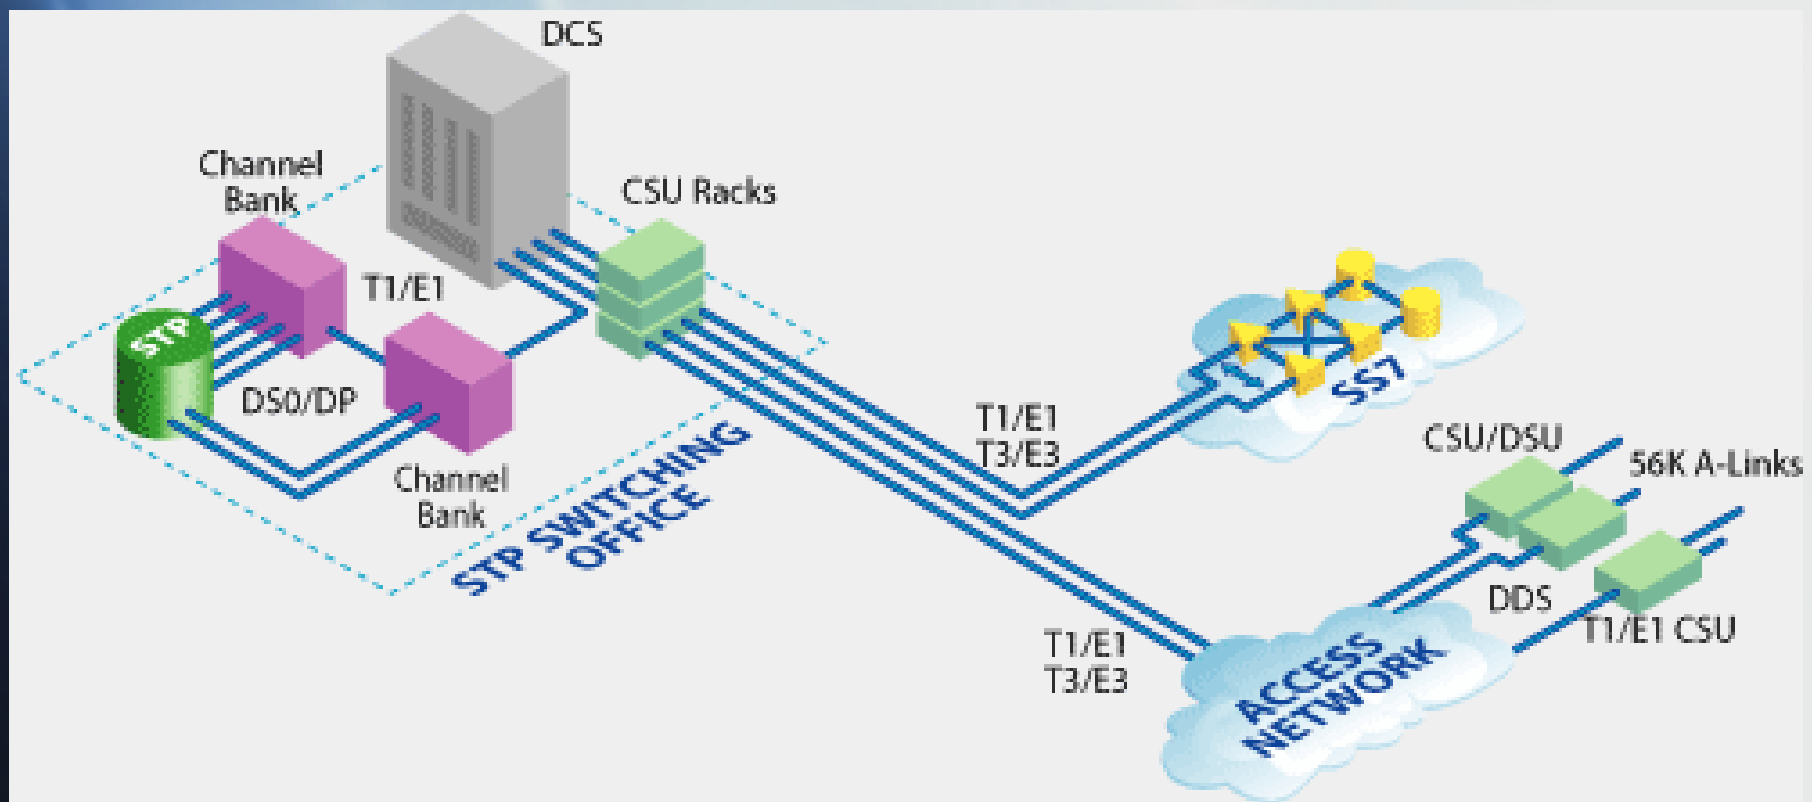 DCS
Channel
Bank
CSU Racks
T1/E1
STP
DS0/DP
Channel
Bank
STP SWITCHING
OFFICE
T1/E1
T3/E3
SS7
CSU/DSU
56K A-Links
DDS
T1/E1 CSU
T1/E1
T3/E3
ACCESS
NETWORK